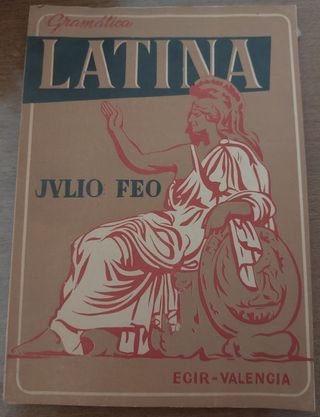 Gramática
LATINA
JVLIO FEO
ECIR-VALENCIA